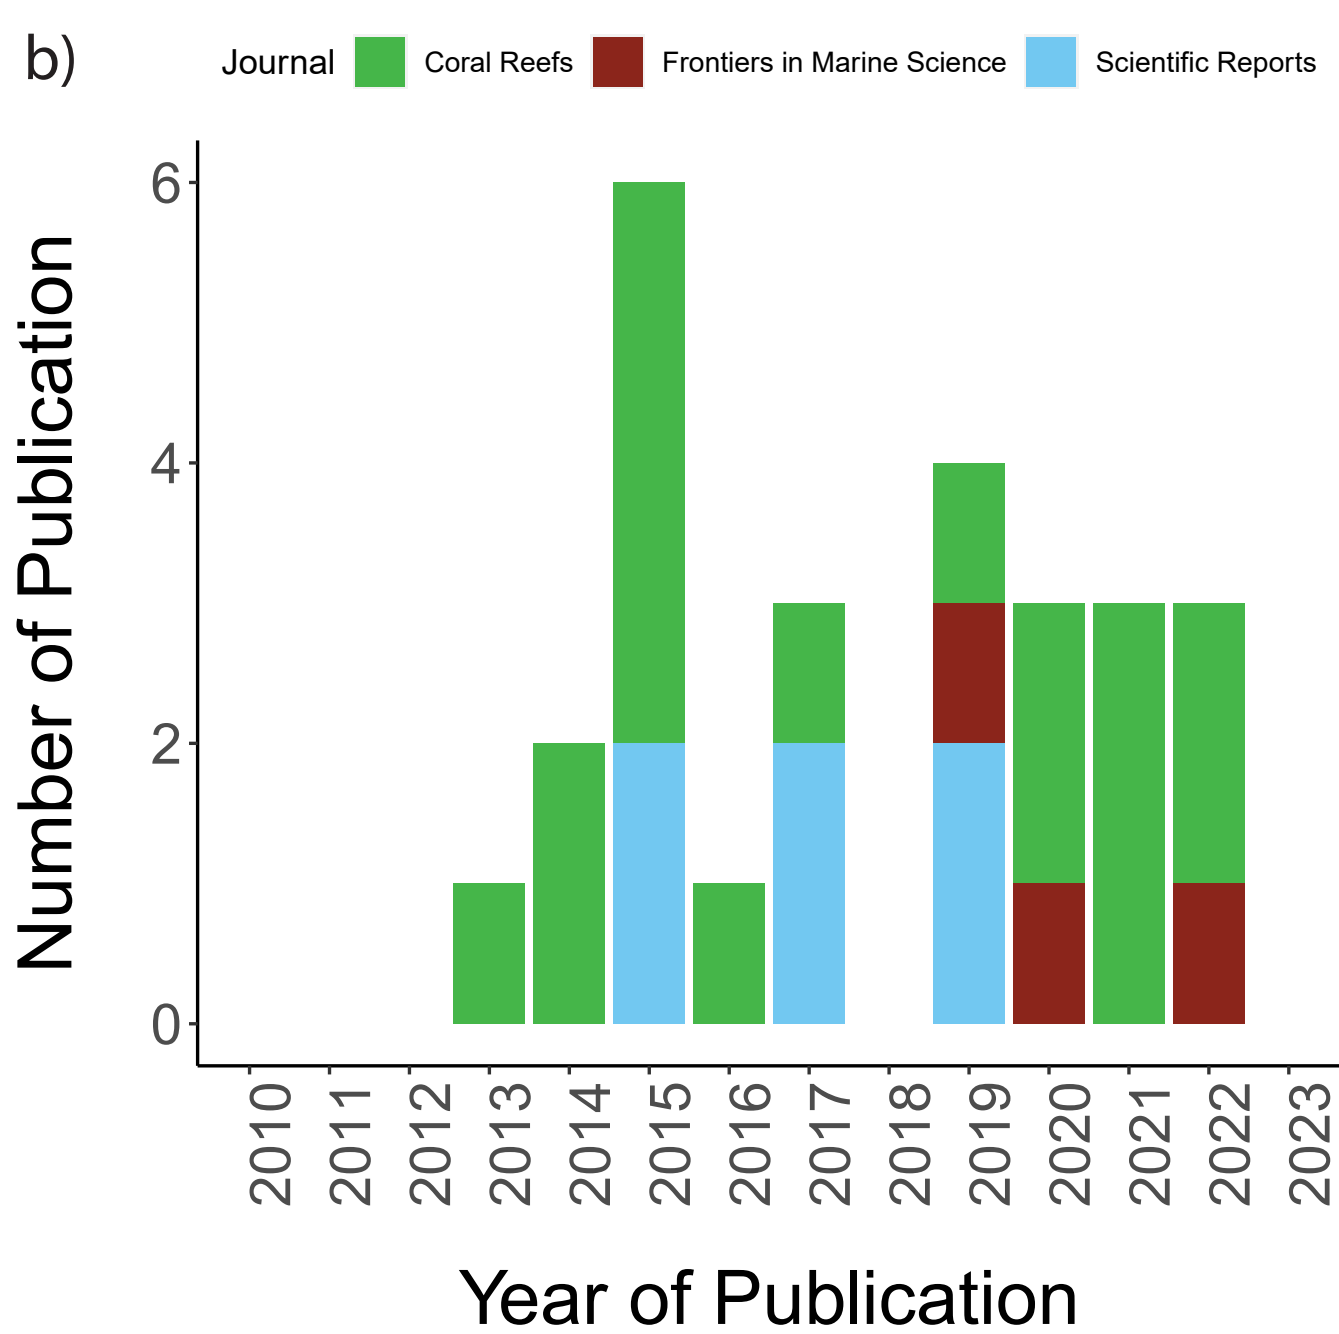 b)
Journal Coral Reefs Frontiers in Marine Science Scientific Reports
Number of Publication
6
4
2
0
2010 2011 2012 2013 2014 2015 2016 2017 2018 2019 2020 2021 2022 2023
Year of Publication